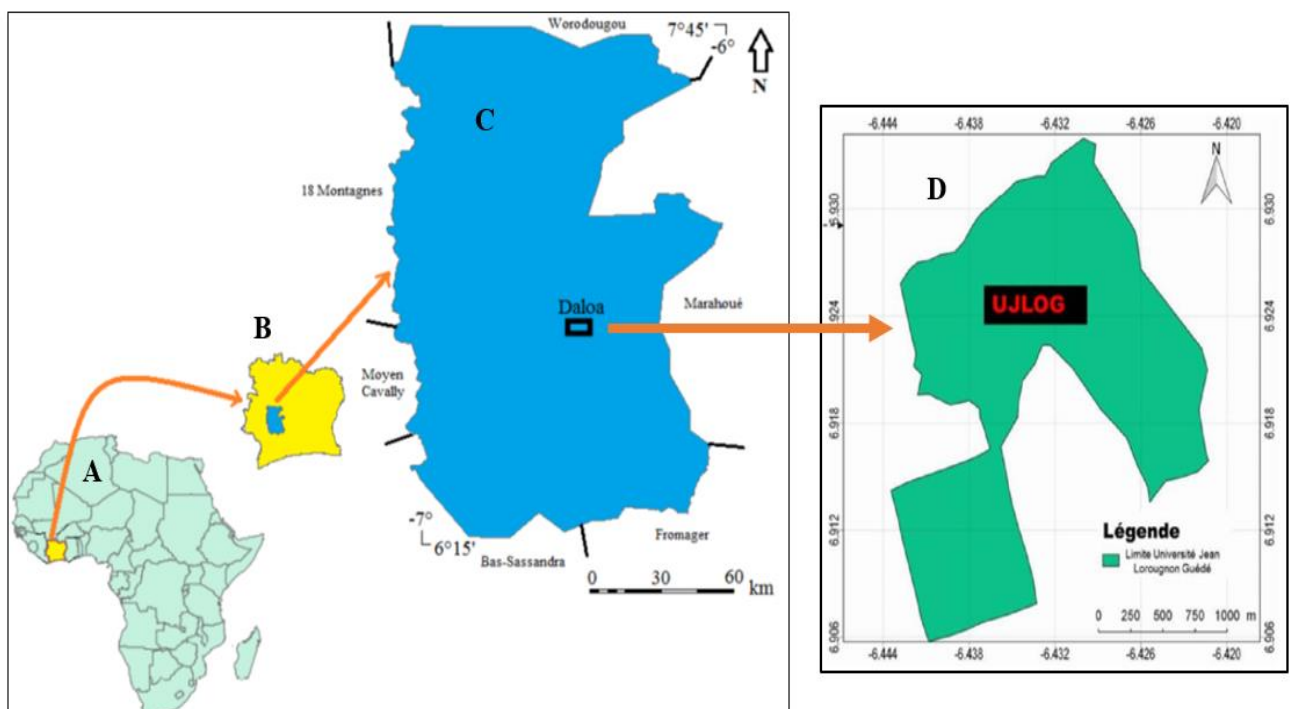 Worodougou
7°45'
-6°
N
C
18 Montagnes
Daloa
Marahoué
B
Moyen
Cavally
A
-7°
6°15'
Fromager
Bas-Sassandra
0 30 60
km
-6.444 -6.438 -6.432 -6.426 -6.420
N
D
6.930 6.930
UJLOG
6.924 6.924
6.918 6.918
6.912 6.912
Légende
Limite Université Jean
Lorougnon Guédé
0 250 500 1000 m
6.906 6.906
-6.444 -6.438 -6.432 -6.426 -6.420